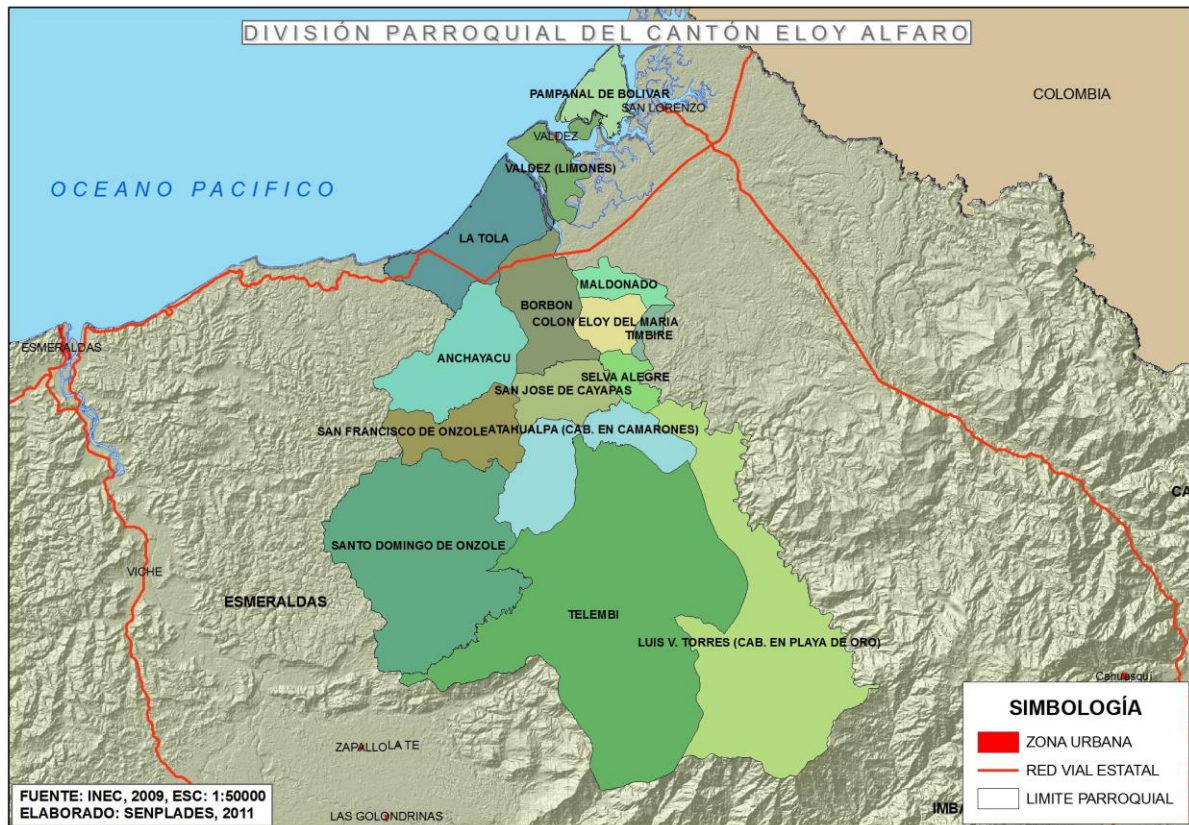 DIVISIÓN PARROQUIAL DEL CANTÓN ELOY ALFARO
COLOMBIA
PAMPAÑAL DE BOLIVAR
SAN LORENZO
VALDEZ
VALDEZ (LIMONES)
OCEANO PACIFICO
LA TOLA
MALDONADO
BORBON
COLON ELOY DEL MARIA
TIMBIRE
ESMERALDAS
ANCHAYACU
SELVA ALEGRE
SAN JOSE DE CAYAPAS
SAN FRANCISCO DE ONZOLE
ATAHUALPA (CAB. EN CAMARONES)
CA
SANTO DOMINGO DE ONZOLE
VICHE
ESMERALDAS
TELEMBI
LUIS V. TORRES (CAB. EN PLAYA DE ORO)
Cahuasquí
ZAPALLO
LA TE
LAS GOLONDRINAS
IMBA
SIMBOLOGÍA
ZONA URBANA
RED VIAL ESTATAL
LIMITE PARROQUIAL
FUENTE: INEC, 2009, ESC: 1:50000
ELABORADO: SENPLADES, 2011